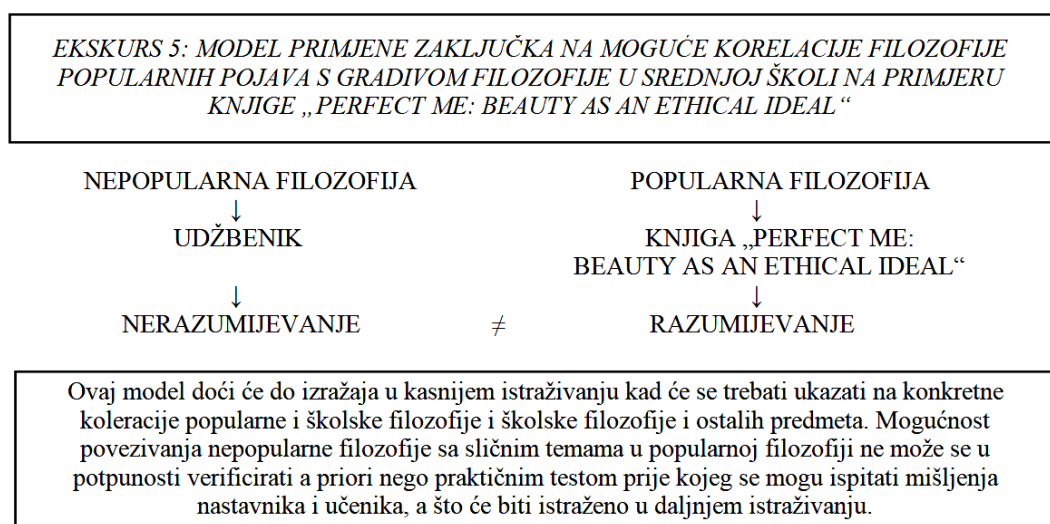 EKSKURS 5: MODEL PRIMJENE ZAKLJUČKA NA MOGUĆE KORELACIJE FILOZOFIJE
POPULARNIH POJAVA S GRADIVOM FILOZOFIJE U SREDNJOJ ŠKOLI NA PRIMJERU
KNJIGE „PERFECT ME: BEAUTY AS AN ETHICAL IDEAL“
NEPOPULARNA FILOZOFIJA
↓
UDŽBENIK
↓
NERAZUMIJEVANJE
≠
POPULARNA FILOZOFIJA
↓
KNJIGA „PERFECT ME:
BEAUTY AS AN ETHICAL IDEAL“
↓
RAZUMIJEVANJE
Ovaj model doći će do izražaja u kasnijem istraživanju kad će se trebati ukazati na konkretne
koleracije popularne i školske filozofije i školske filozofije i ostalih predmeta. Mogućnost
povezivanja nepopularne filozofije sa sličnim temama u popularnoj filozofiji ne može se u
potpunosti verificirati a priori nego praktičnim testom prije kojeg se mogu ispitati mišljenja
nastavnika i učenika, a što će biti istraženo u daljnjem istraživanju.